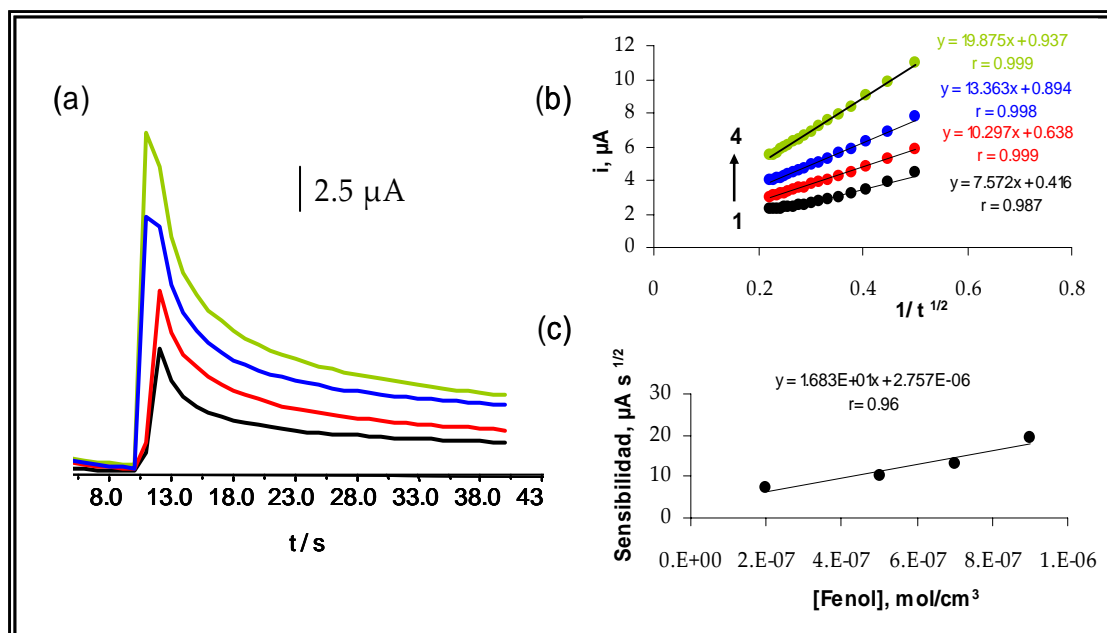 (a)
2.5 µA
8.0 13.0 18.0 23.0 28.0 33.0 38.0 43
t / s
(b)
12
10
8
6
4
2
0
i, µA
4
1
y = 19.875x + 0.937
r = 0.999
y = 13.363x + 0.894
r = 0.998
y = 10.297x + 0.638
r = 0.999
y = 7.572x + 0.416
r = 0.987
0 0.2 0.4 0.6 0.8
1/ t 1/2
(c)
y = 1.683E+01x + 2.757E-06
r= 0.96
30
20
10
0
Sensibilidad, µA s 1/2
0.E+00 2.E-07 4.E-07 6.E-07 8.E-07 1.E-06
[Fenol], mol/cm3